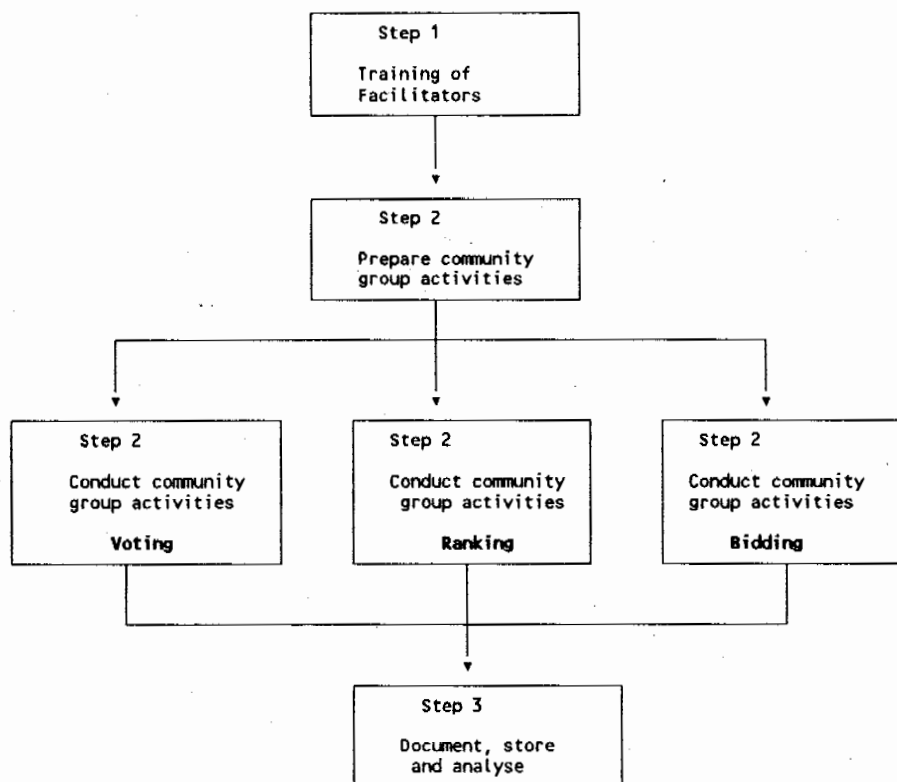 Step 1
Training of
Facilitators
Step 2
Prepare community
group activities
Step 2
Conduct community
group activities
Voting
Step 2
Conduct community
group activities
Ranking
Step 2
Conduct community
group activities
Bidding
Step 3
Document, store
and analyse